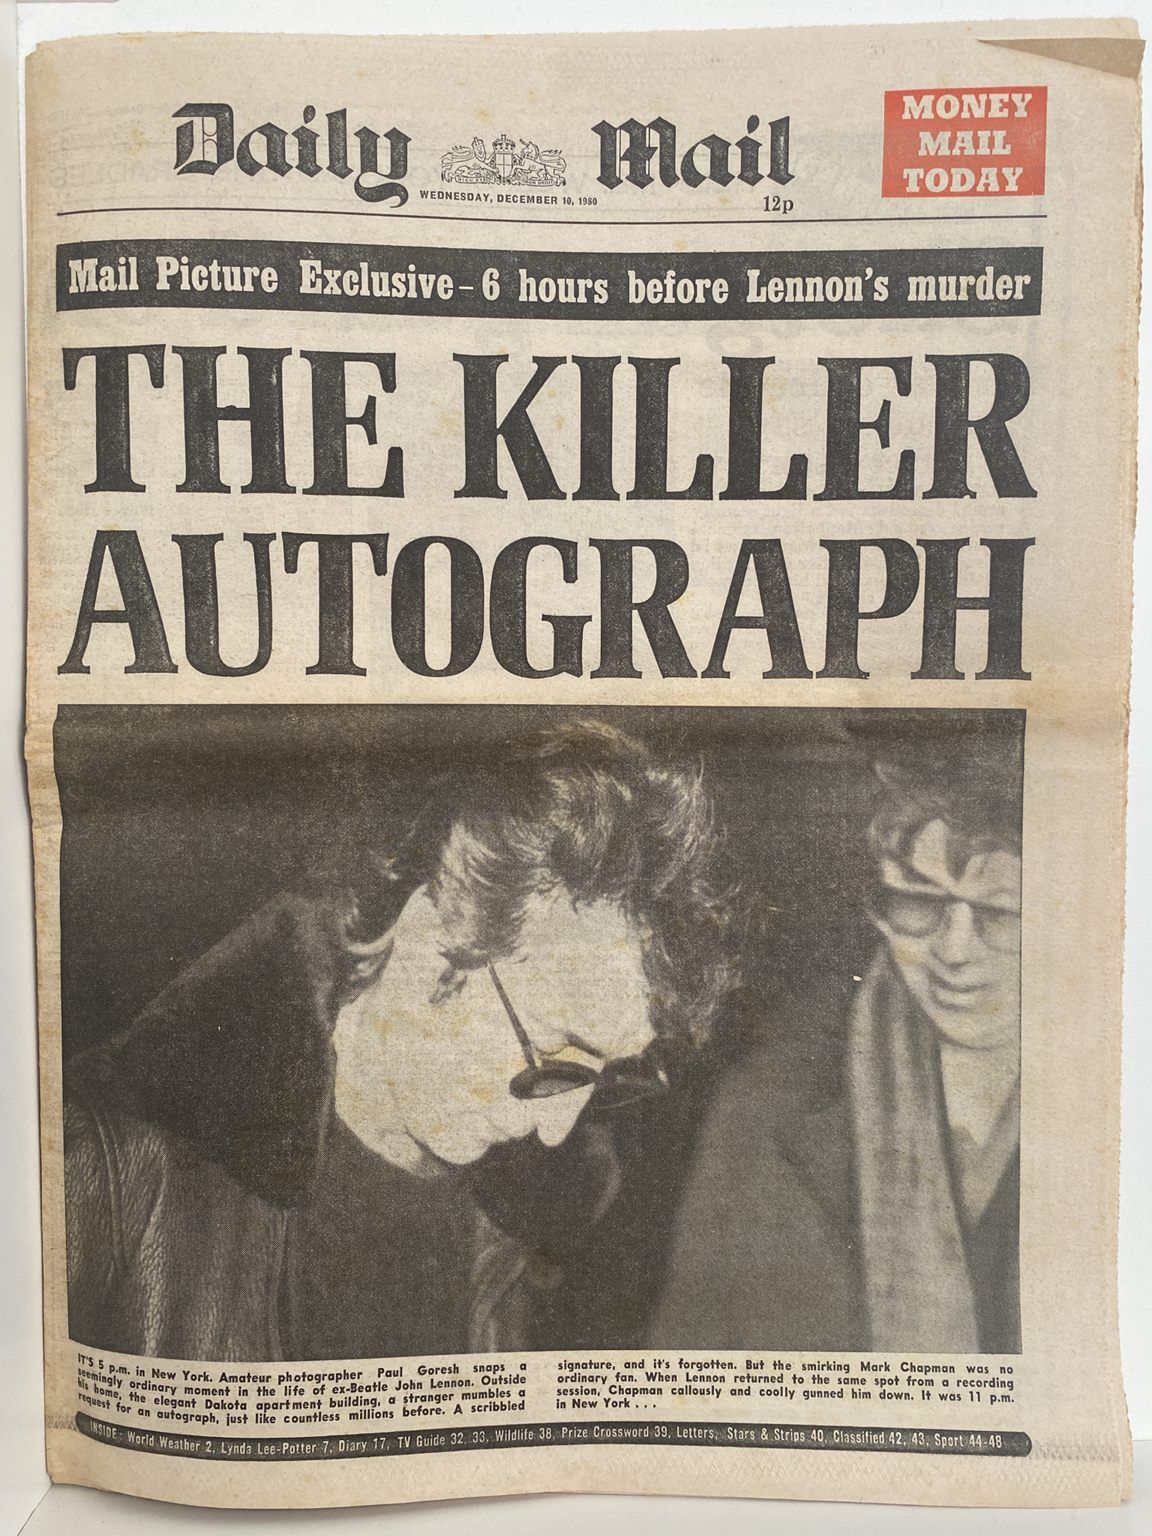 Daily Mail
WEDNESDAY, DECEMBER 10, 1980
12p
MONEY
MAIL
TODAY
Mail Picture Exclusive – 6 hours before Lennon's murder
THE KILLER
AUTOGRAPH
IT'S 5 p.m. in New York. Amateur photographer Paul Goresh snaps a
seemingly ordinary moment in the life of ex-Beatle John Lennon. Outside
his home, the elegant Dakota apartment building, a stranger mumbles a
request for an autograph, just like countless millions before. A scribbled
signature, and it's forgotten. But the smirking Mark Chapman was no
ordinary fan. When Lennon returned to the same spot from a recording
session, Chapman callously and coolly gunned him down. It was 11 p.m.
in New York . . .
INSIDE: World Weather 2, Lynda Lee-Potter 7, Diary 17, TV Guide 32, 33, Wildlife 38, Prize Crossword 39, Letters, Stars & Strips 40, Classified 42, 43, Sport 44-48